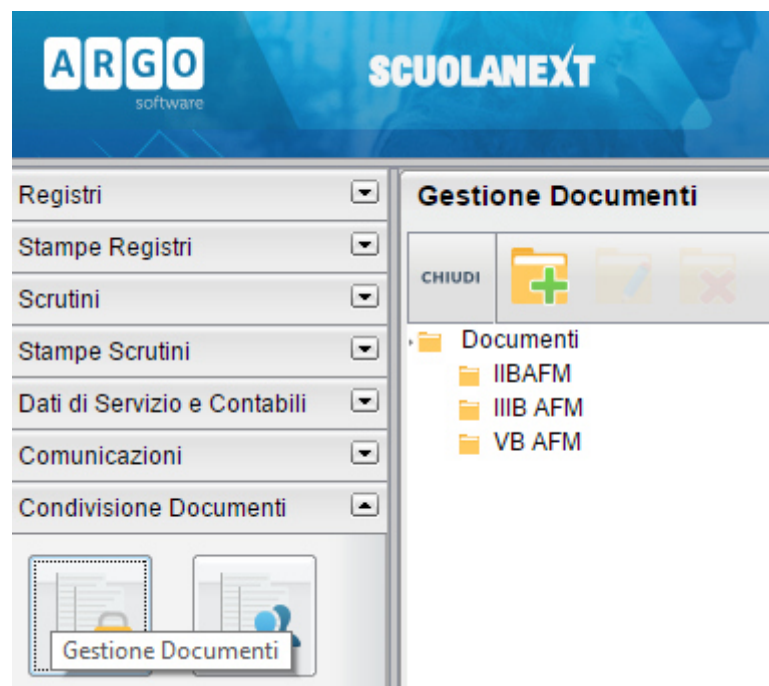 ARGO
software
SCUOLANEXT
Registri
Stampe Registri
Scrutini
Stampe Scrutini
Dati di Servizio e Contabili
Comunicazioni
Condivisione Documenti
Gestione Documenti
Gestione Documenti
CHIUDI
Documenti
IIBAFM
IIIB AFM
VB AFM